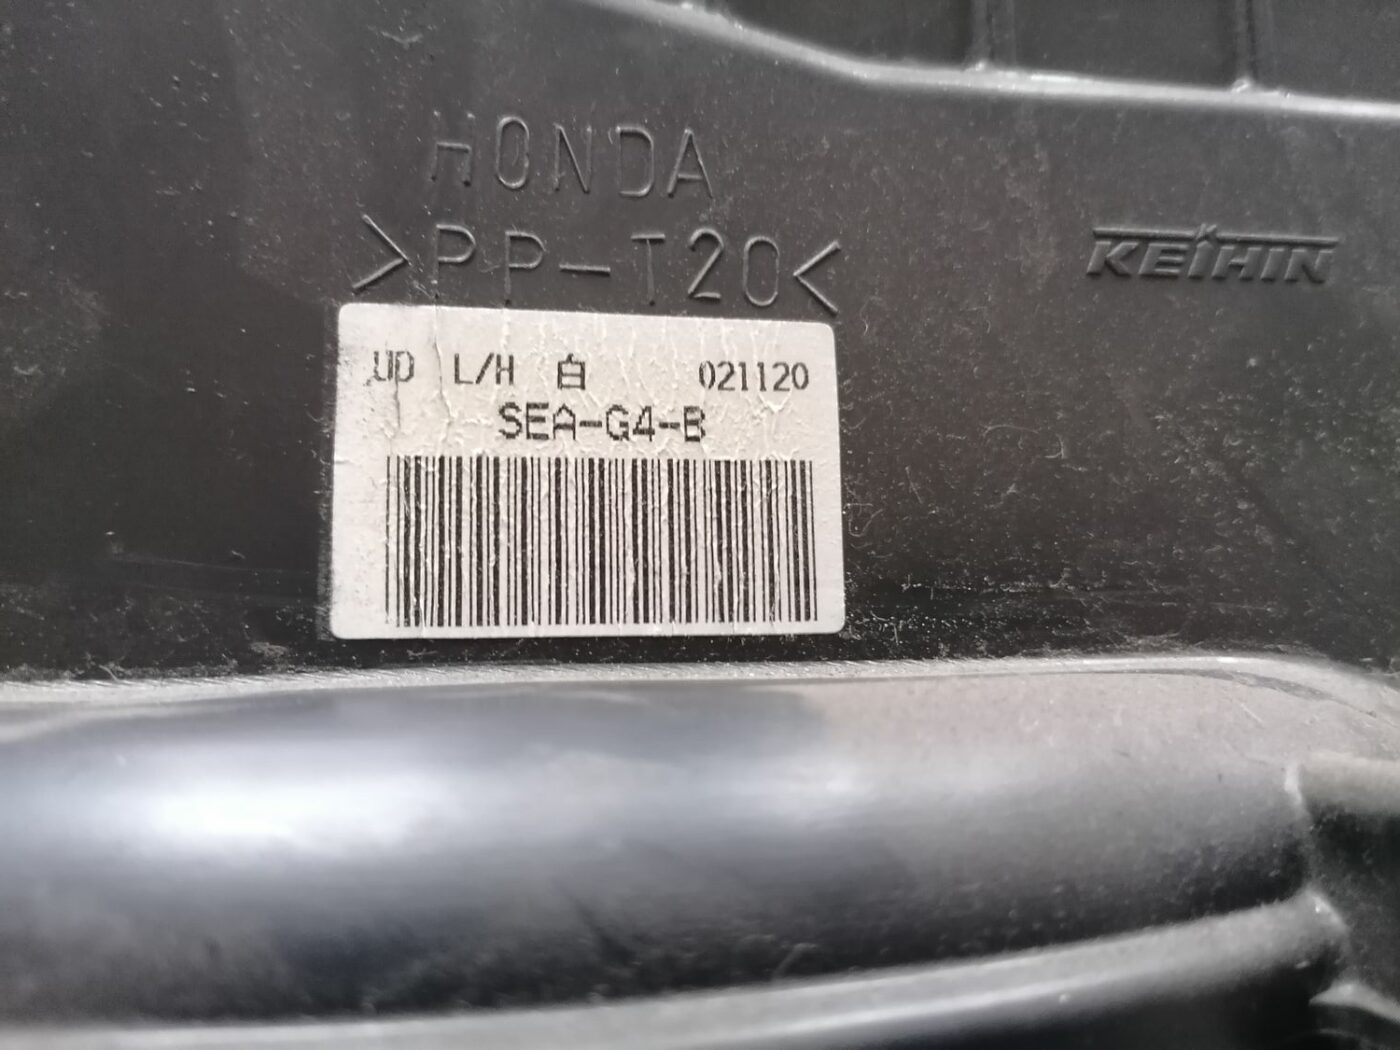 HONDA
>PP-T20<
KEIHIN
UD L/H 白 021120
SEA-G4-B